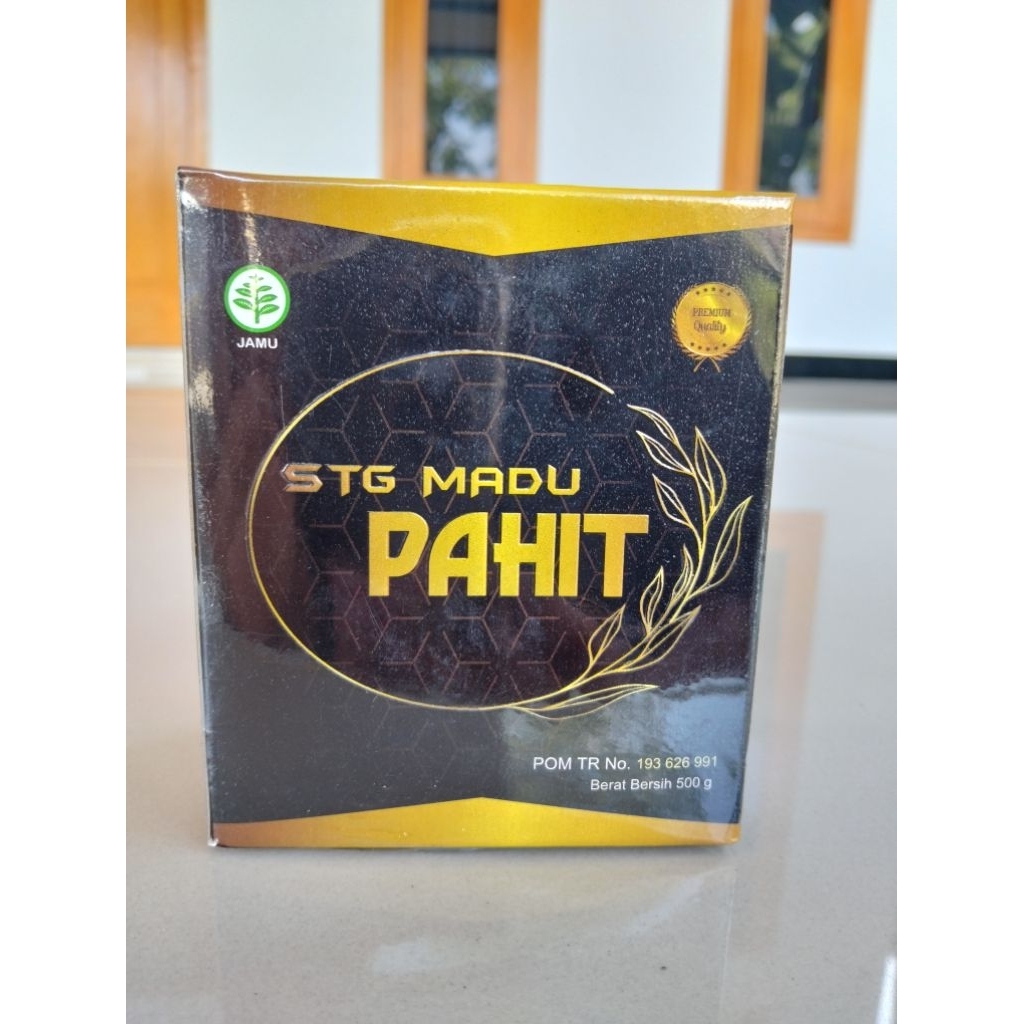 JAMU
PREMIUM
Quality
STG MADU
PAHIT
POM TR No. 193 626 991
Berat Bersih 500 g